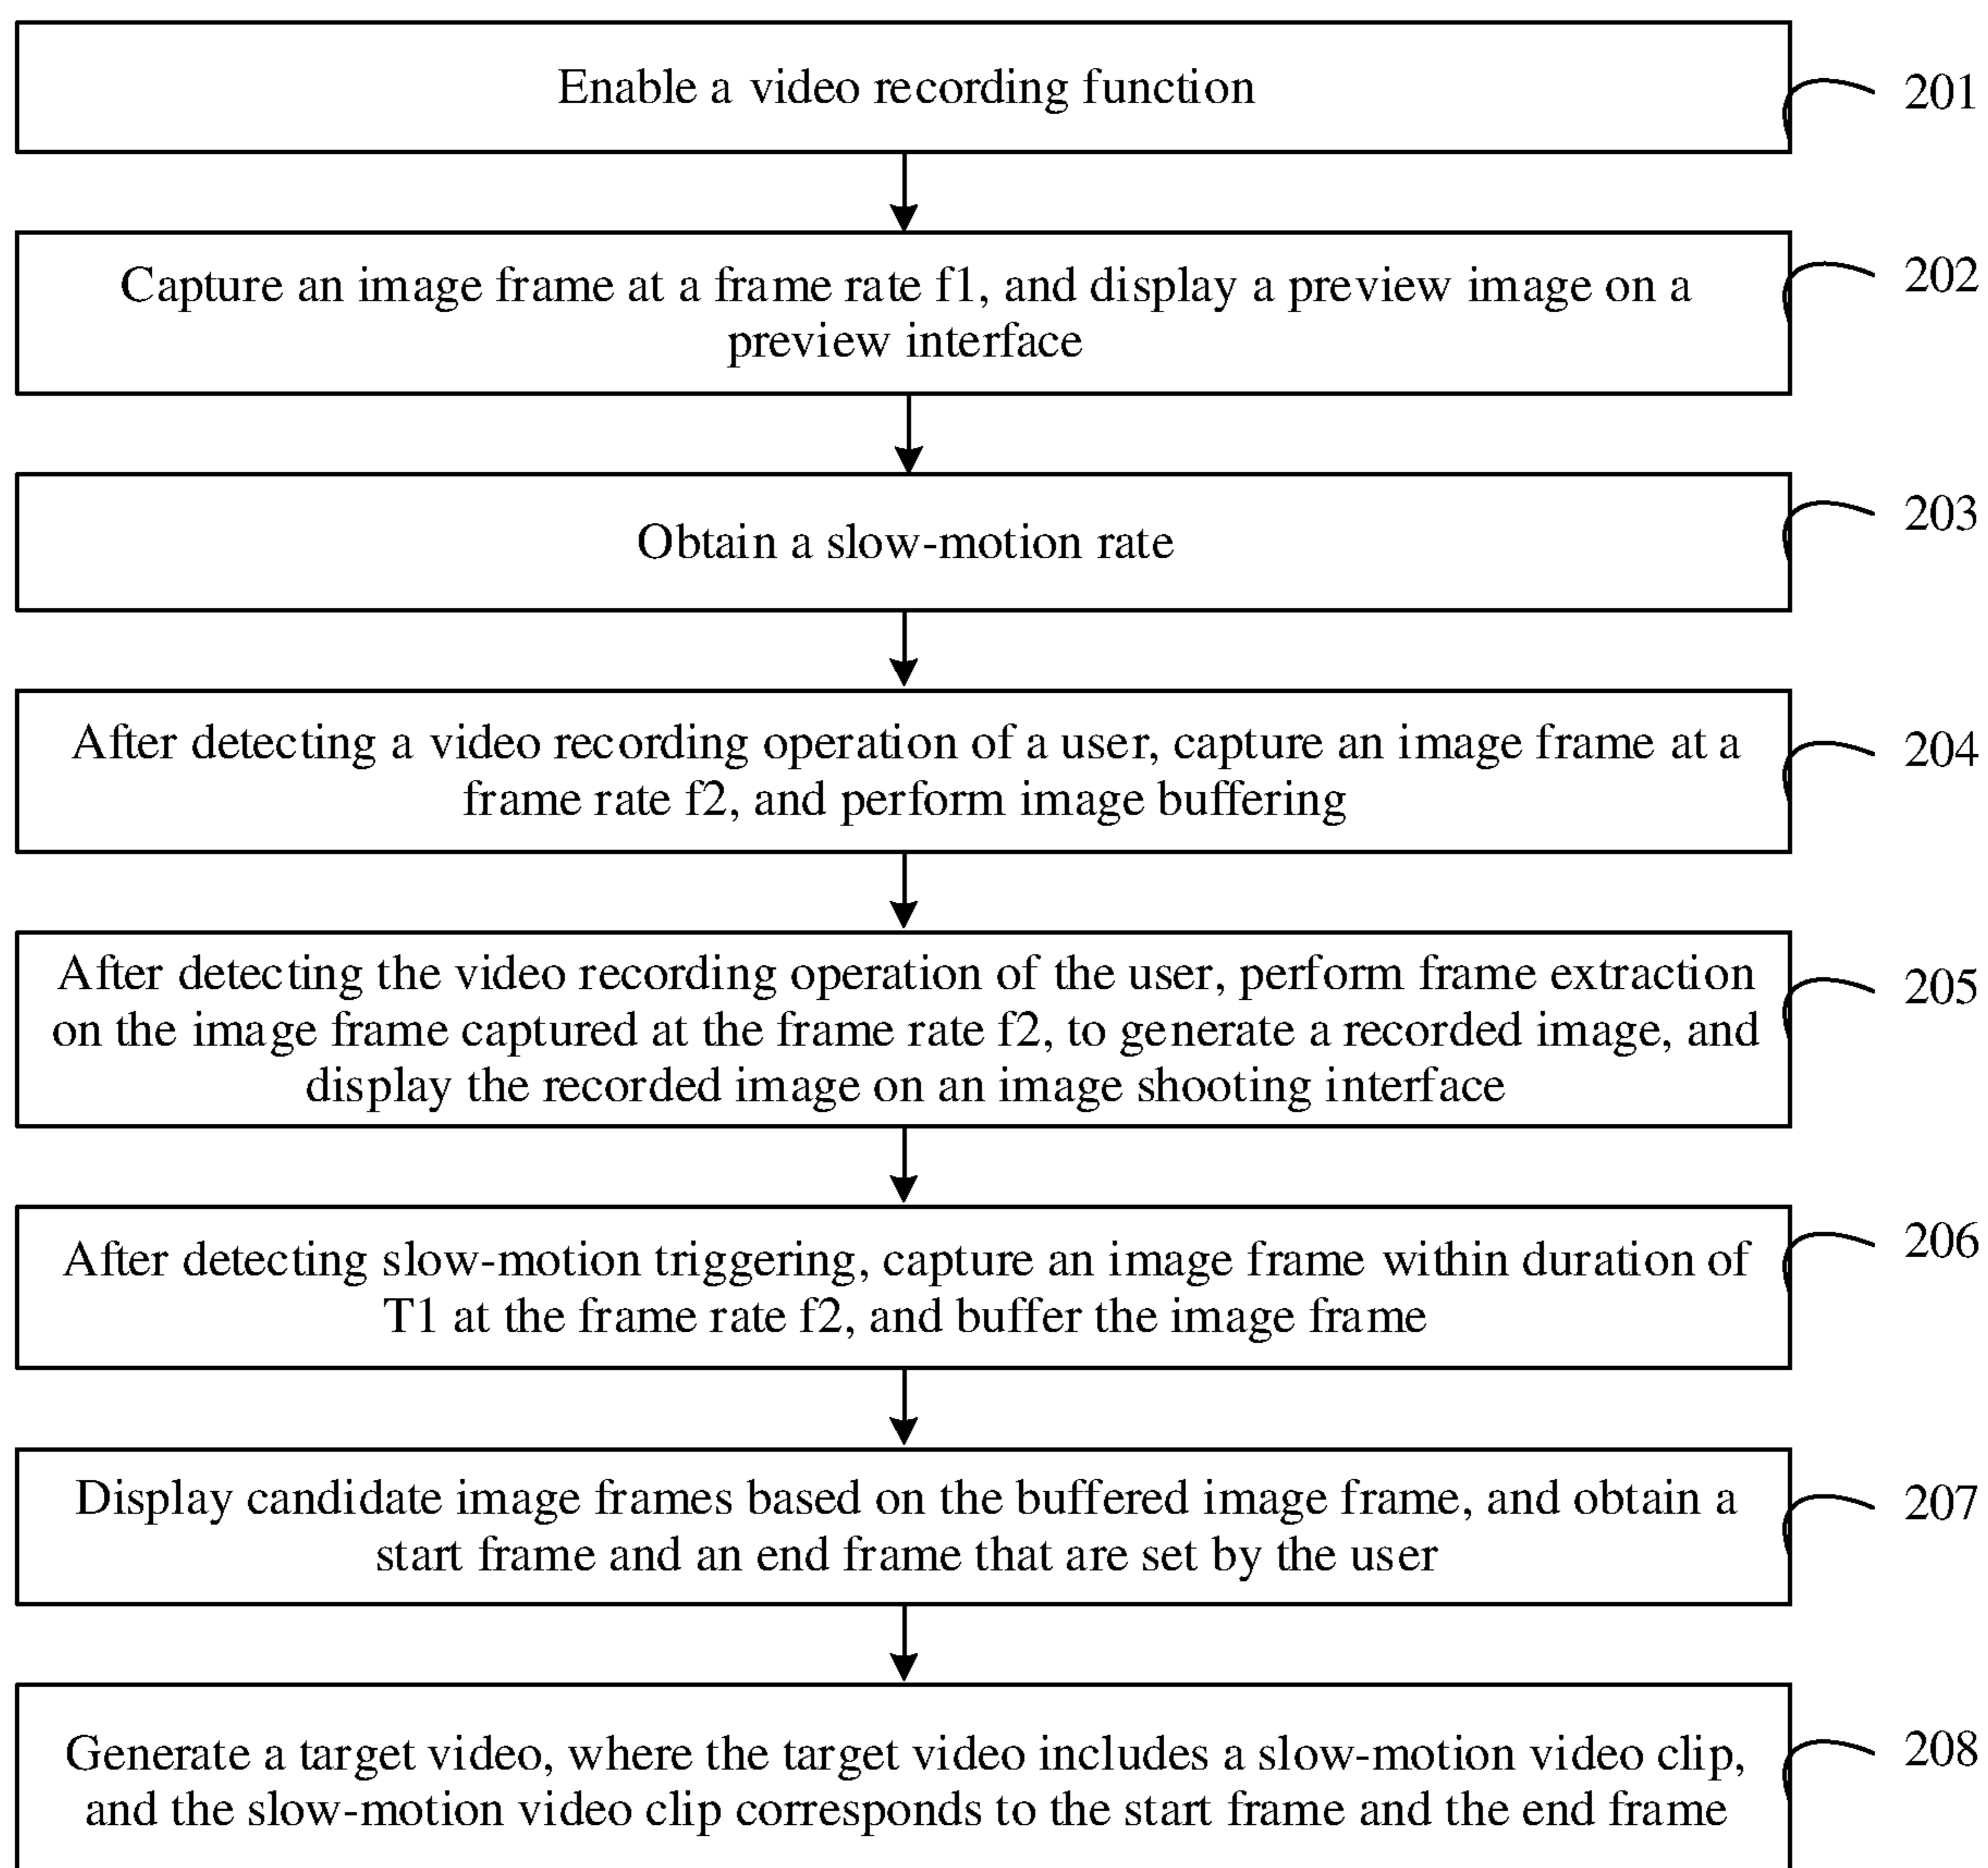 Enable a video recording function
201
Capture an image frame at a frame rate f1, and display a preview image on a
preview interface
202
Obtain a slow-motion rate
203
After detecting a video recording operation of a user, capture an image frame at a
frame rate f2, and perform image buffering
204
After detecting the video recording operation of the user, perform frame extraction
on the image frame captured at the frame rate f2, to generate a recorded image, and
display the recorded image on an image shooting interface
205
After detecting slow-motion triggering, capture an image frame within duration of
T1 at the frame rate f2, and buffer the image frame
206
Display candidate image frames based on the buffered image frame, and obtain a
start frame and an end frame that are set by the user
207
Generate a target video, where the target video includes a slow-motion video clip,
and the slow-motion video clip corresponds to the start frame and the end frame
208